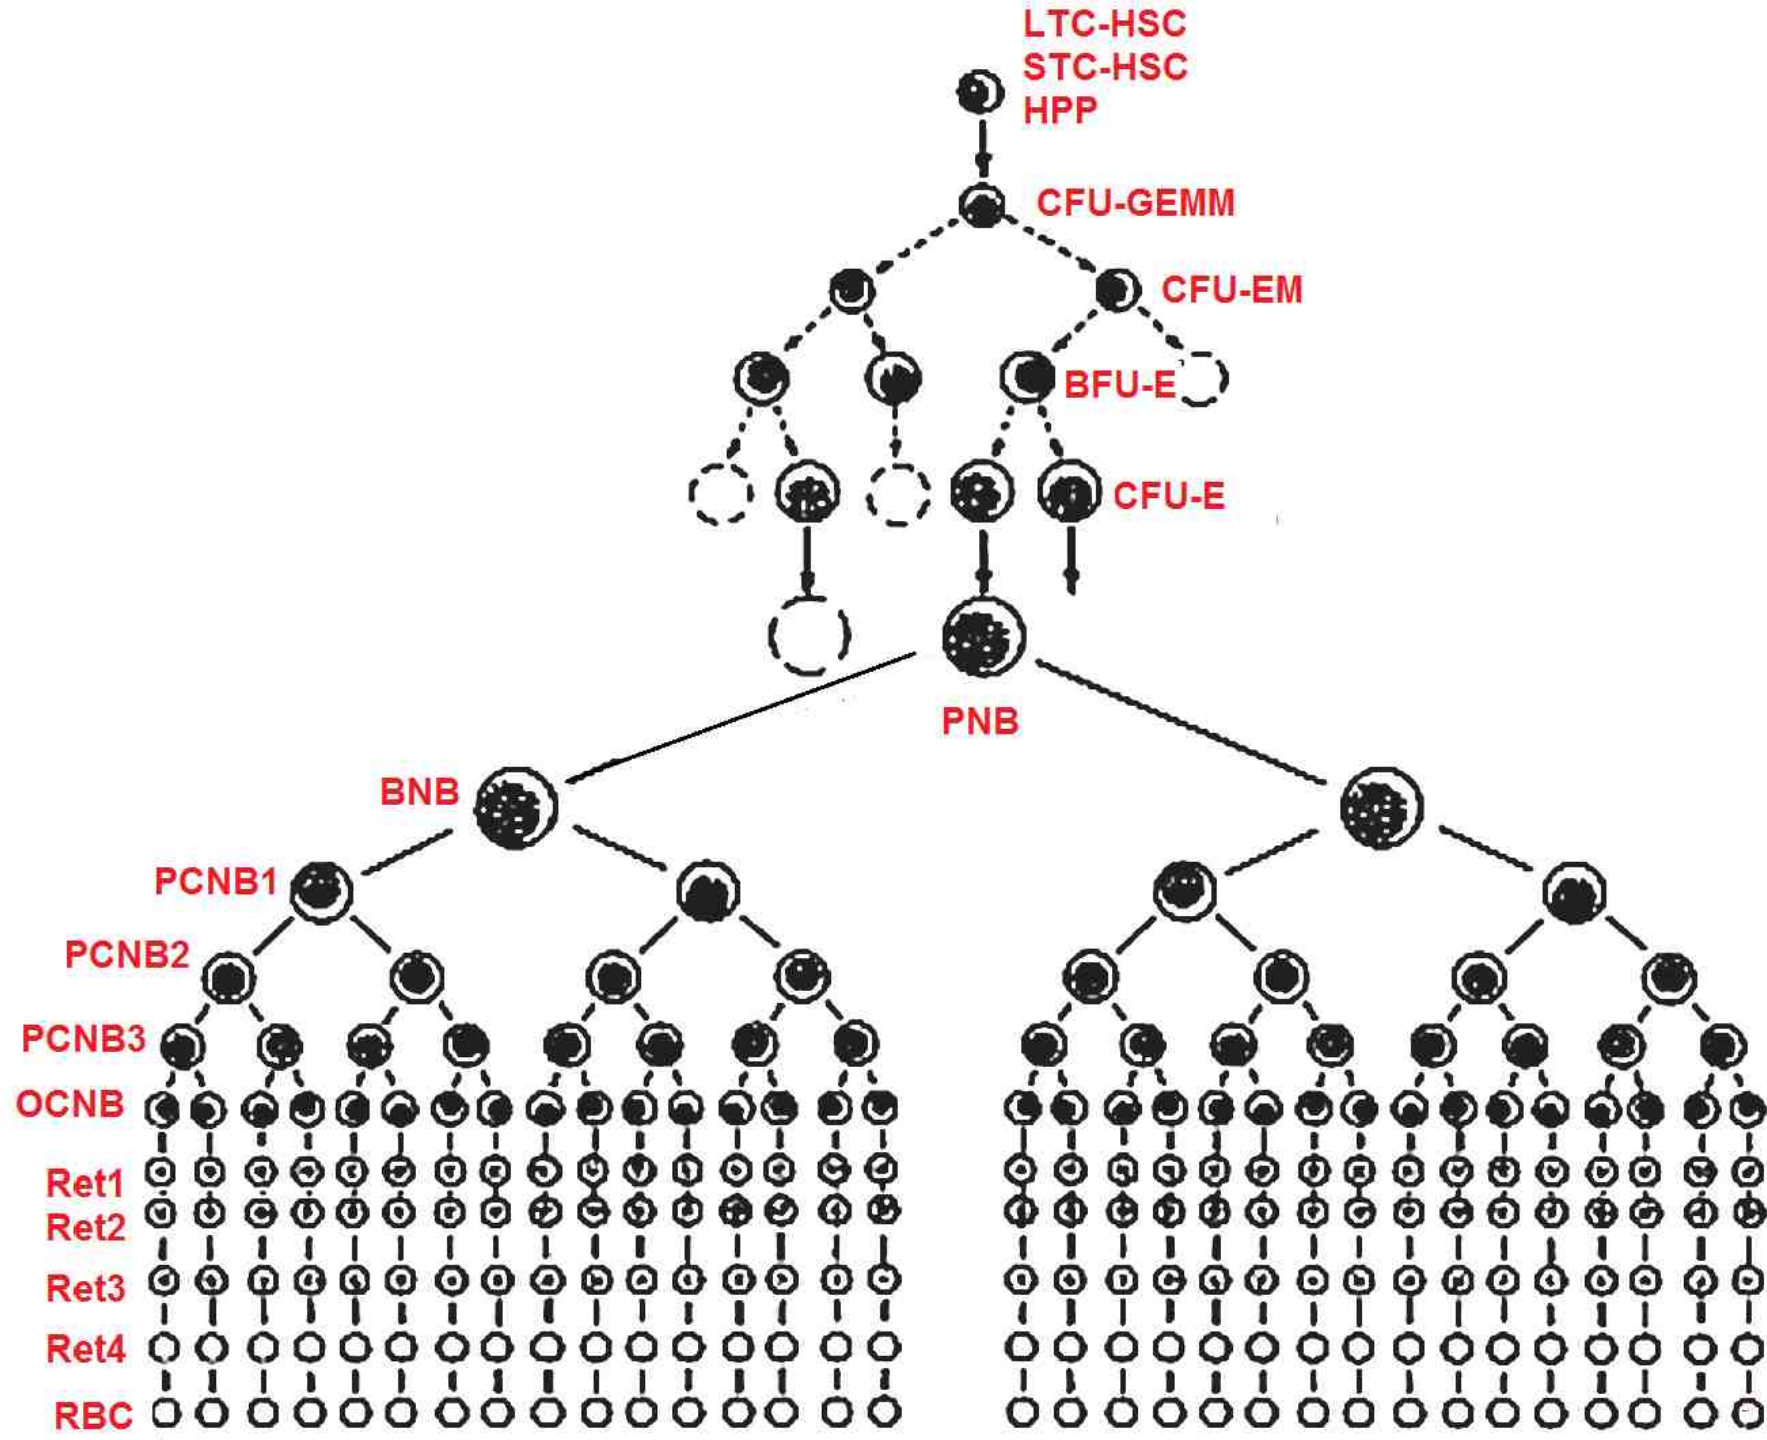 LTC-HSC
STC-HSC
HPP
CFU-GEMM
CFU-EM
BFU-E
CFU-E
PNB
BNB
PCNB1
PCNB2
PCNB3
OCNB
Ret1
Ret2
Ret3
Ret4
RBC